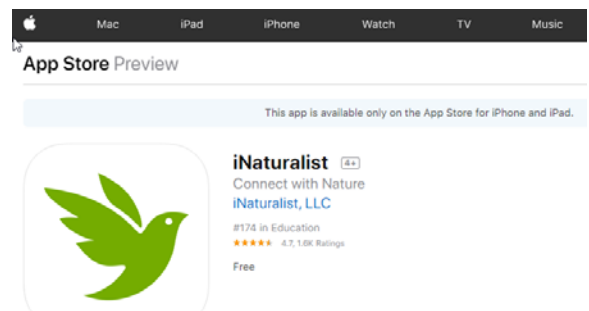 Mac iPad iPhone Watch TV Music
App Store Preview
This app is available only on the App Store for iPhone and iPad.
iNaturalist 4+
Connect with Nature
iNaturalist, LLC
#174 in Education
★★★★★ 4.7, 1.6K Ratings
Free